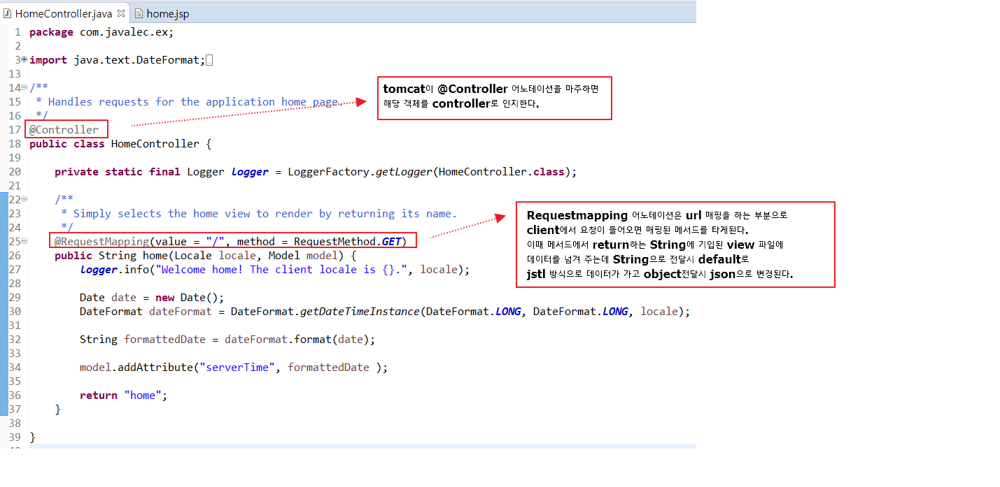 HomeController.java
home.jsp
1 package com.javalec.ex;
2
3 import java.text.DateFormat;
13
14 /**
15 * Handles requests for the application home page.
16 */
17 @Controller
18 public class HomeController {
19
20 private static final Logger logger = LoggerFactory.getLogger(HomeController.class);
21
22 /**
23 * Simply selects the home view to render by returning its name.
24 */
25 @RequestMapping(value = "/", method = RequestMethod.GET)
26 public String home(Locale locale, Model model) {
27 logger.info("Welcome home! The client locale is {}.", locale);
28
29 Date date = new Date();
30 DateFormat dateFormat = DateFormat.getDateTimeInstance(DateFormat.LONG, DateFormat.LONG, locale);
31
32 String formattedDate = dateFormat.format(date);
33
34 model.addAttribute("serverTime", formattedDate );
35
36 return "home";
37 }
38
39 }
tomcat이 @Controller 어노테이션을 마주하면
해당 객체를 controller로 인지한다.
Requestmapping 어노테이션은 url 매핑을 하는 부분으로
client에서 요청이 들어오면 매핑된 메서드를 타게된다.
이때 메서드에서 return하는 String에 기입된 view 파일에
데이터를 넘겨 주는데 String으로 전달시 default로
jstl 방식으로 데이터가 가고 object전달시 json으로 변경된다.